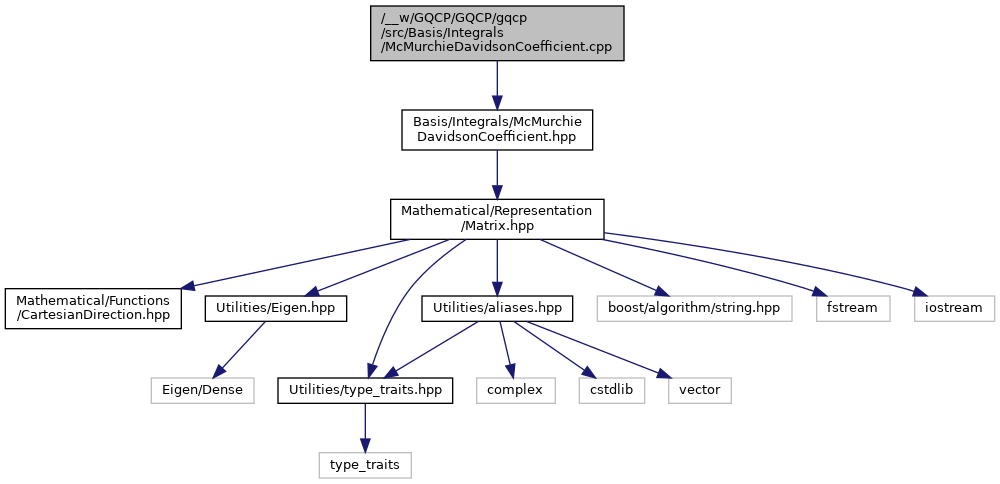 /__w/GQCP/GQCP/gqcp
/src/Basis/Integrals
/McMurchieDavidsonCoefficient.cpp
Basis/Integrals/McMurchie
DavidsonCoefficient.hpp
Mathematical/Representation
/Matrix.hpp
Mathematical/Functions
/CartesianDirection.hpp
Utilities/Eigen.hpp
Utilities/aliases.hpp
boost/algorithm/string.hpp
fstream
iostream
Eigen/Dense
Utilities/type_traits.hpp
complex
cstdlib
vector
type_traits